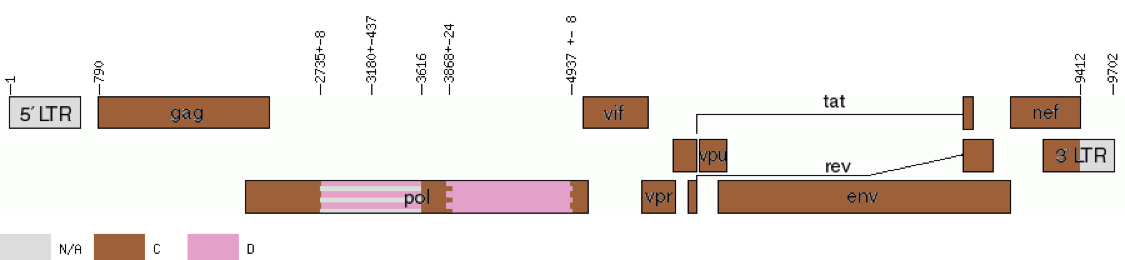 1
790
2735+-8
3180+-437
3616
3868+-24
4937 +- 8
9412
9702
5' LTR
gag
vif
tat
nef
vpu
3' LTR
rev
pol
vpr
env
N/A
C
D